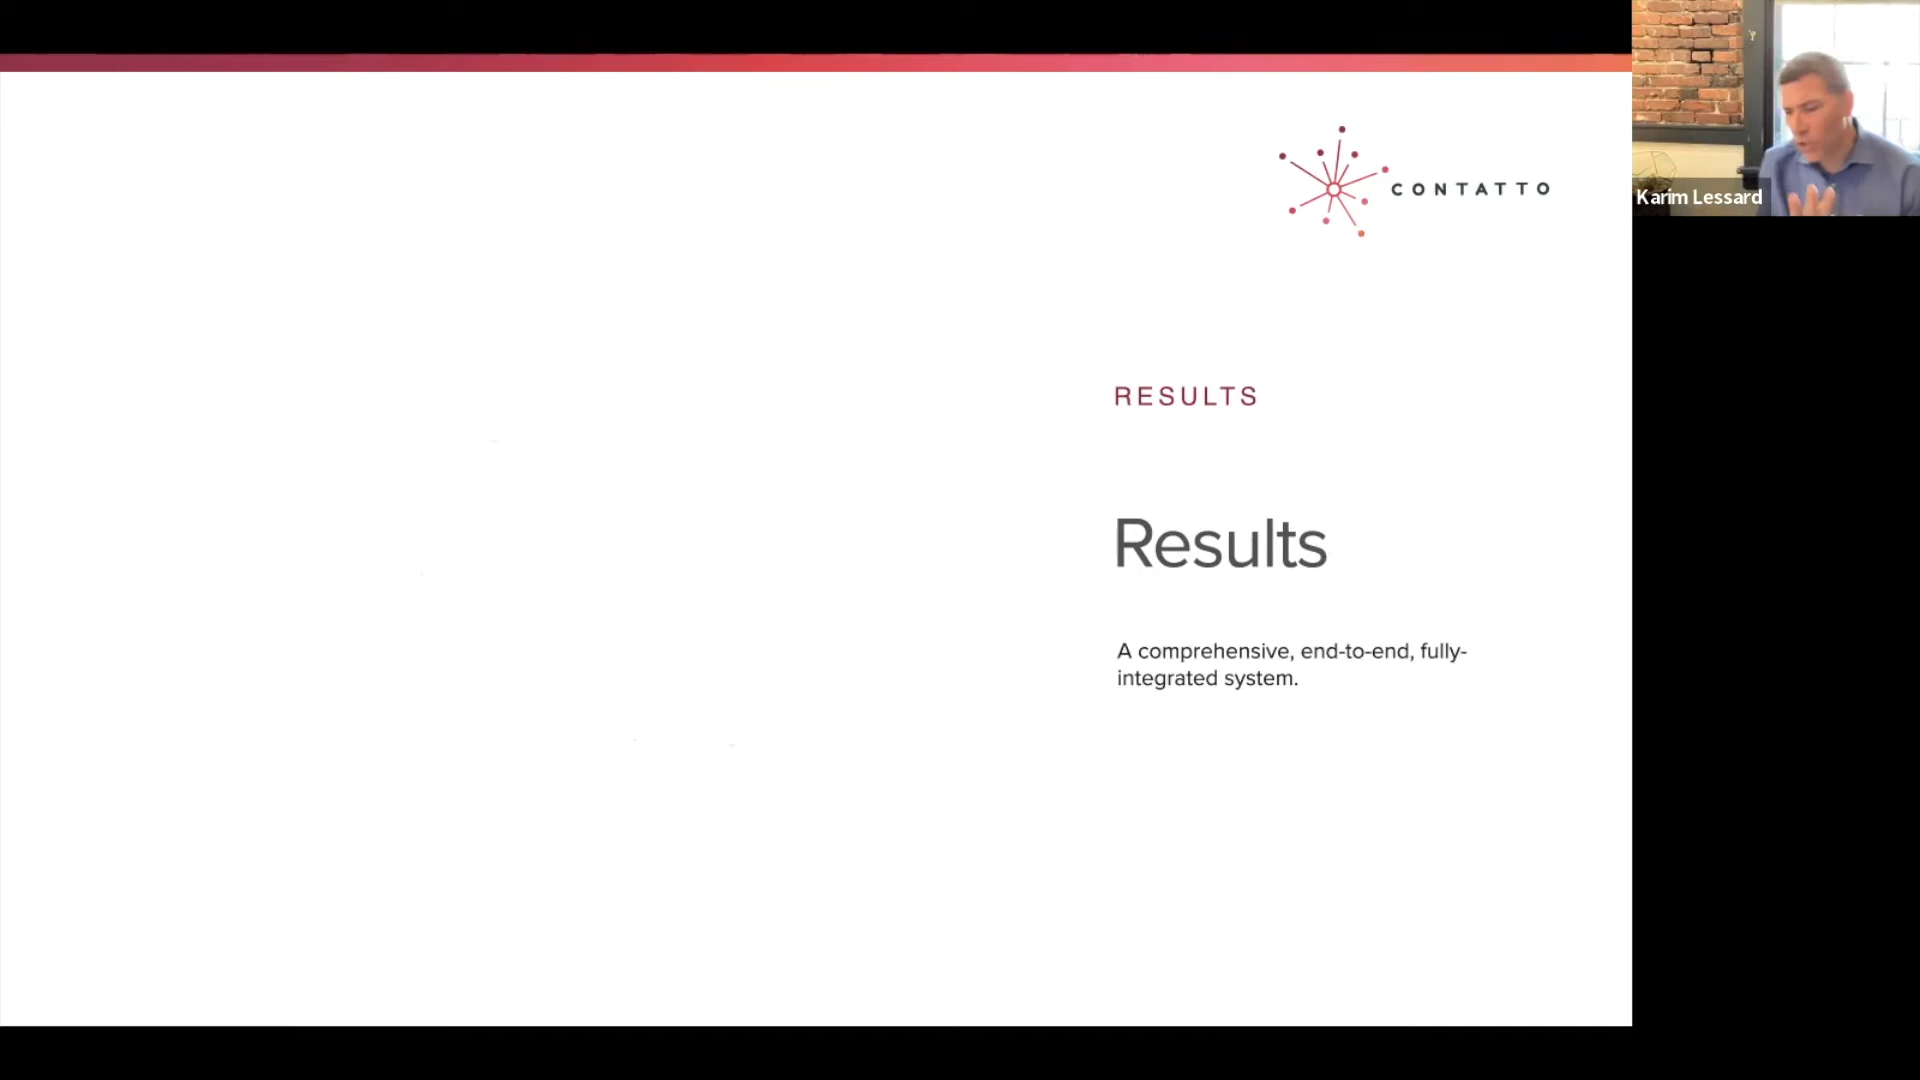 CONTATTO
Karim Lessard
RESULTS
Results
A comprehensive, end-to-end, fully-
integrated system.